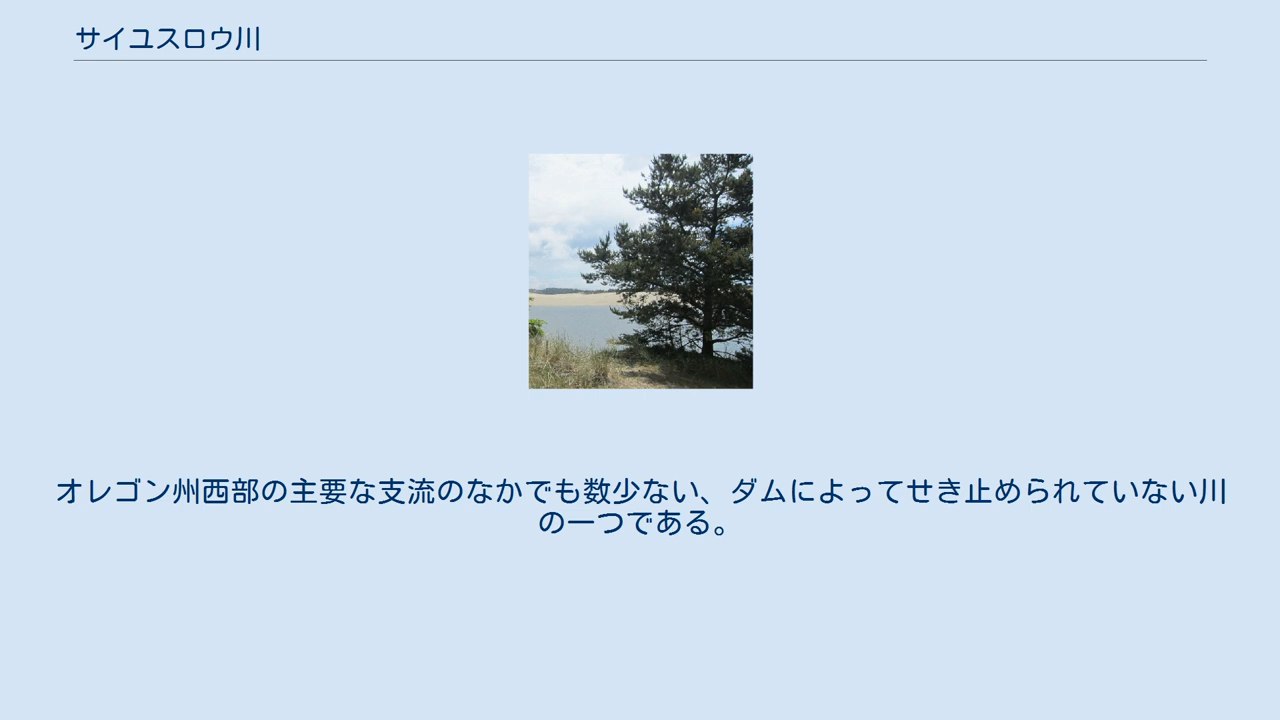 サイユスロウ川
オレゴン州西部の主要な支流のなかでも数少ない、ダムによってせき止められていない川
の一つである。